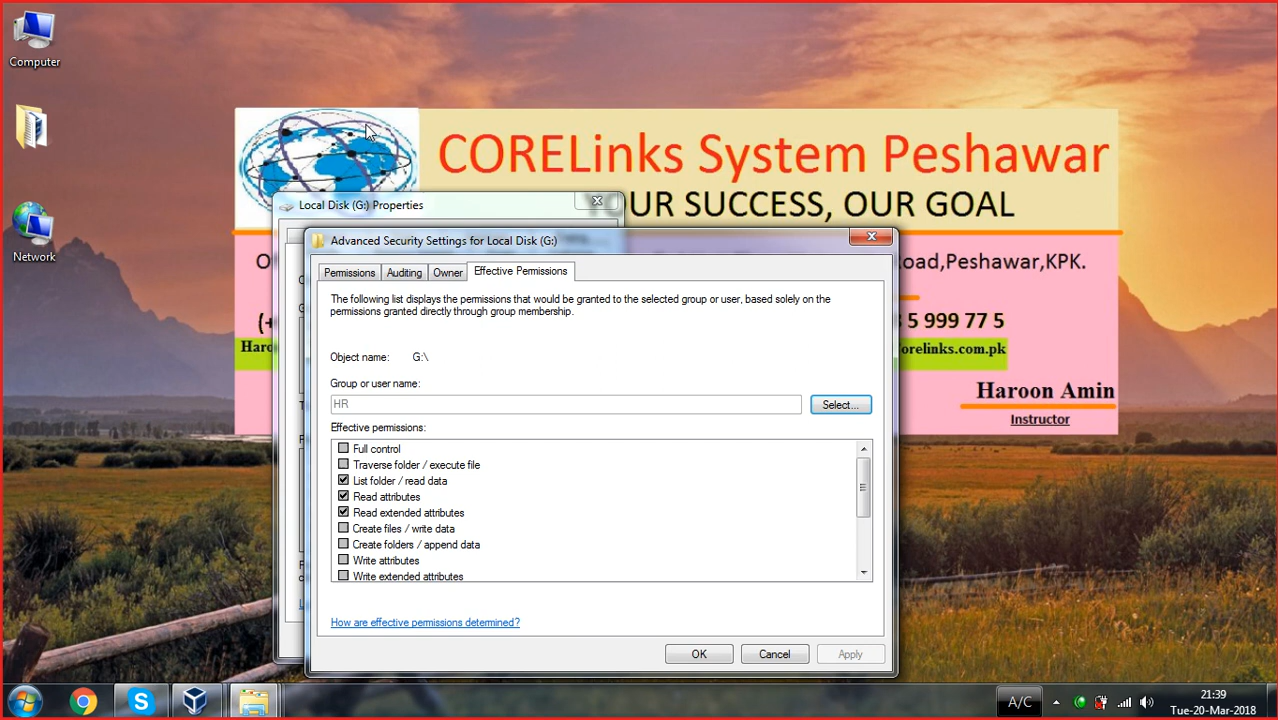 Computer
Network
CORELinks System Peshawar
YOUR SUCCESS, OUR GOAL
Road,Peshawar,KPK.
5 999 77 5
Haro
orelinks.com.pk
Haroon Amin
Instructor
Local Disk (G:) Properties
Advanced Security Settings for Local Disk (G:)
Permissions
Auditing
Owner
Effective Permissions
The following list displays the permissions that would be granted to the selected group or user, based solely on the
permissions granted directly through group membership.
Object name: G:\
Group or user name:
HR
Select...
Effective permissions:
Full control
Traverse folder / execute file
List folder / read data
Read attributes
Read extended attributes
Create files / write data
Create folders / append data
Write attributes
Write extended attributes
How are effective permissions determined?
OK
Cancel
Apply
A/C
21:39
Tue-20-Mar-2018